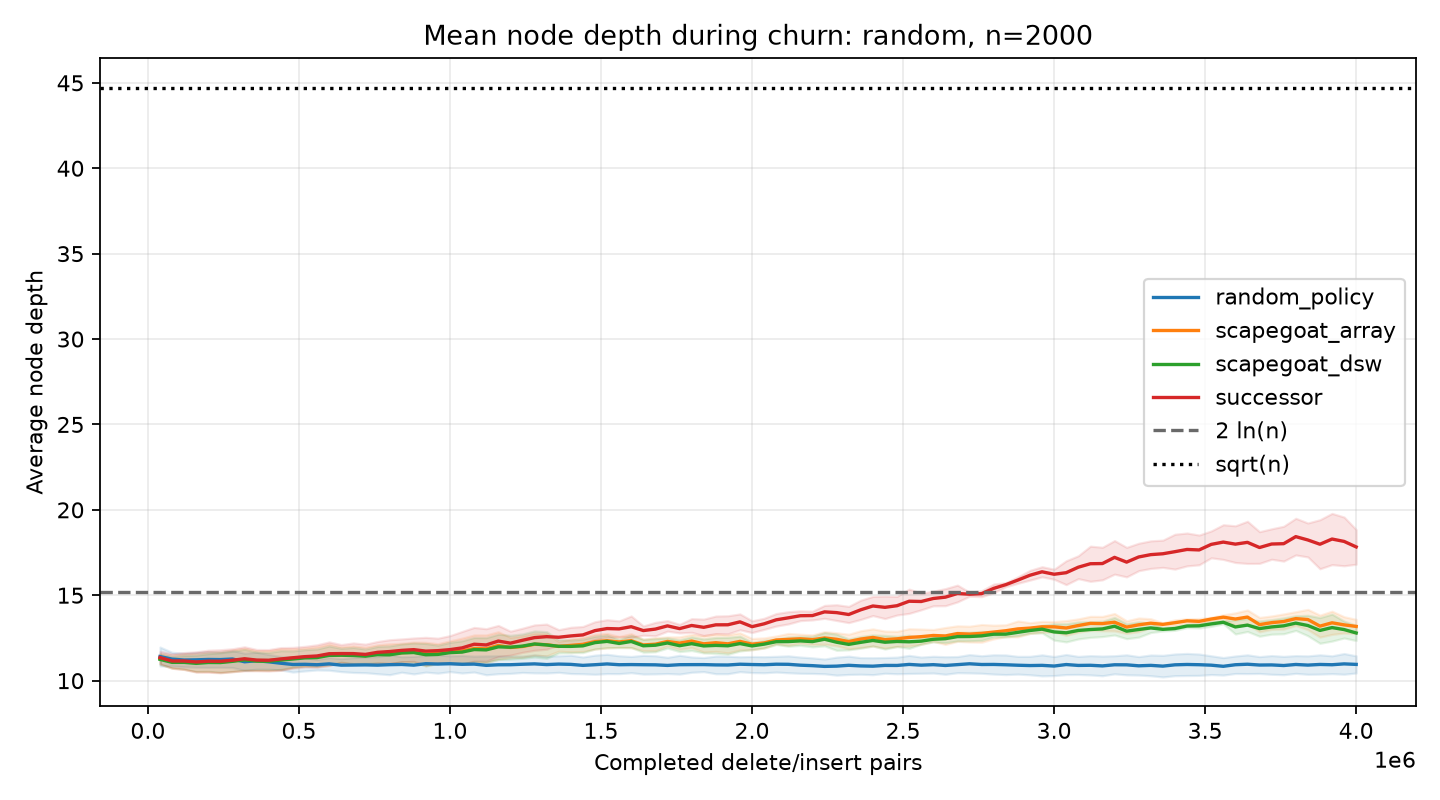 Mean node depth during churn: random, n=2000
Average node depth
45
40
35
30
25
20
15
10
random_policy
scapegoat_array
scapegoat_dsw
successor
2 ln(n)
sqrt(n)
0.0 0.5 1.0 1.5 2.0 2.5 3.0 3.5 4.0
1e6
Completed delete/insert pairs